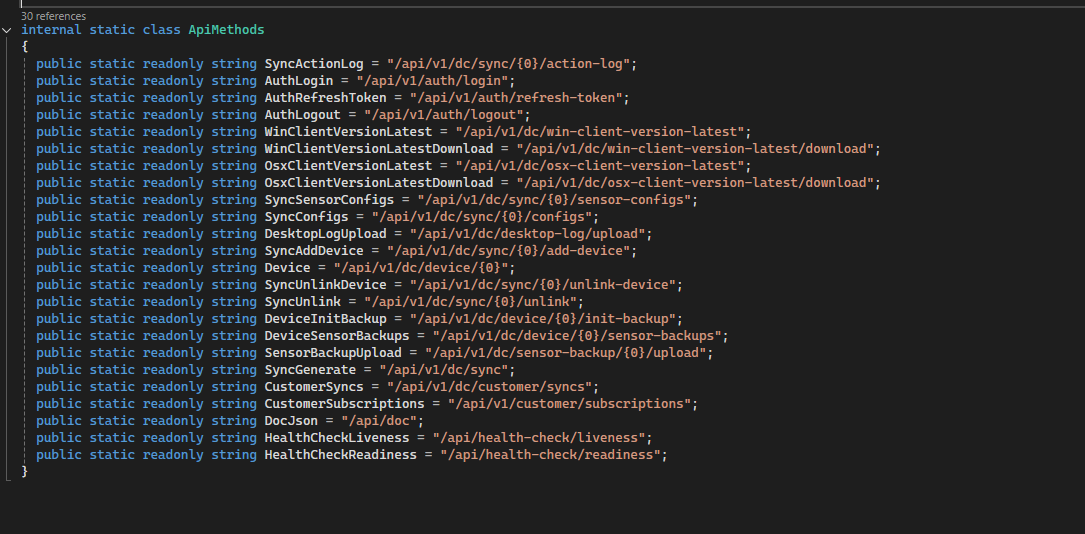 30 references
internal static class ApiMethods
{
public static readonly string SyncActionLog = "/api/v1/dc/sync/{0}/action-log";
public static readonly string AuthLogin = "/api/v1/auth/login";
public static readonly string AuthRefreshToken = "/api/v1/auth/refresh-token";
public static readonly string AuthLogout = "/api/v1/auth/logout";
public static readonly string WinClientVersionLatest = "/api/v1/dc/win-client-version-latest";
public static readonly string WinClientVersionLatestDownload = "/api/v1/dc/win-client-version-latest/download";
public static readonly string OsxClientVersionLatest = "/api/v1/dc/osx-client-version-latest";
public static readonly string OsxClientVersionLatestDownload = "/api/v1/dc/osx-client-version-latest/download";
public static readonly string SyncSensorConfigs = "/api/v1/dc/sync/{0}/sensor-configs";
public static readonly string SyncConfigs = "/api/v1/dc/sync/{0}/configs";
public static readonly string DesktopLogUpload = "/api/v1/dc/desktop-log/upload";
public static readonly string SyncAddDevice = "/api/v1/dc/sync/{0}/add-device";
public static readonly string Device = "/api/v1/dc/device/{0}";
public static readonly string SyncUnlinkDevice = "/api/v1/dc/sync/{0}/unlink-device";
public static readonly string SyncUnlink = "/api/v1/dc/sync/{0}/unlink";
public static readonly string DeviceInitBackup = "/api/v1/dc/device/{0}/init-backup";
public static readonly string DeviceSensorBackups = "/api/v1/dc/device/{0}/sensor-backups";
public static readonly string SensorBackupUpload = "/api/v1/dc/sensor-backup/{0}/upload";
public static readonly string SyncGenerate = "/api/v1/dc/sync";
public static readonly string CustomerSyncs = "/api/v1/dc/customer/syncs";
public static readonly string CustomerSubscriptions = "/api/v1/customer/subscriptions";
public static readonly string DocJson = "/api/doc";
public static readonly string HealthCheckLiveness = "/api/health-check/liveness";
public static readonly string HealthCheckReadiness = "/api/health-check/readiness";
}